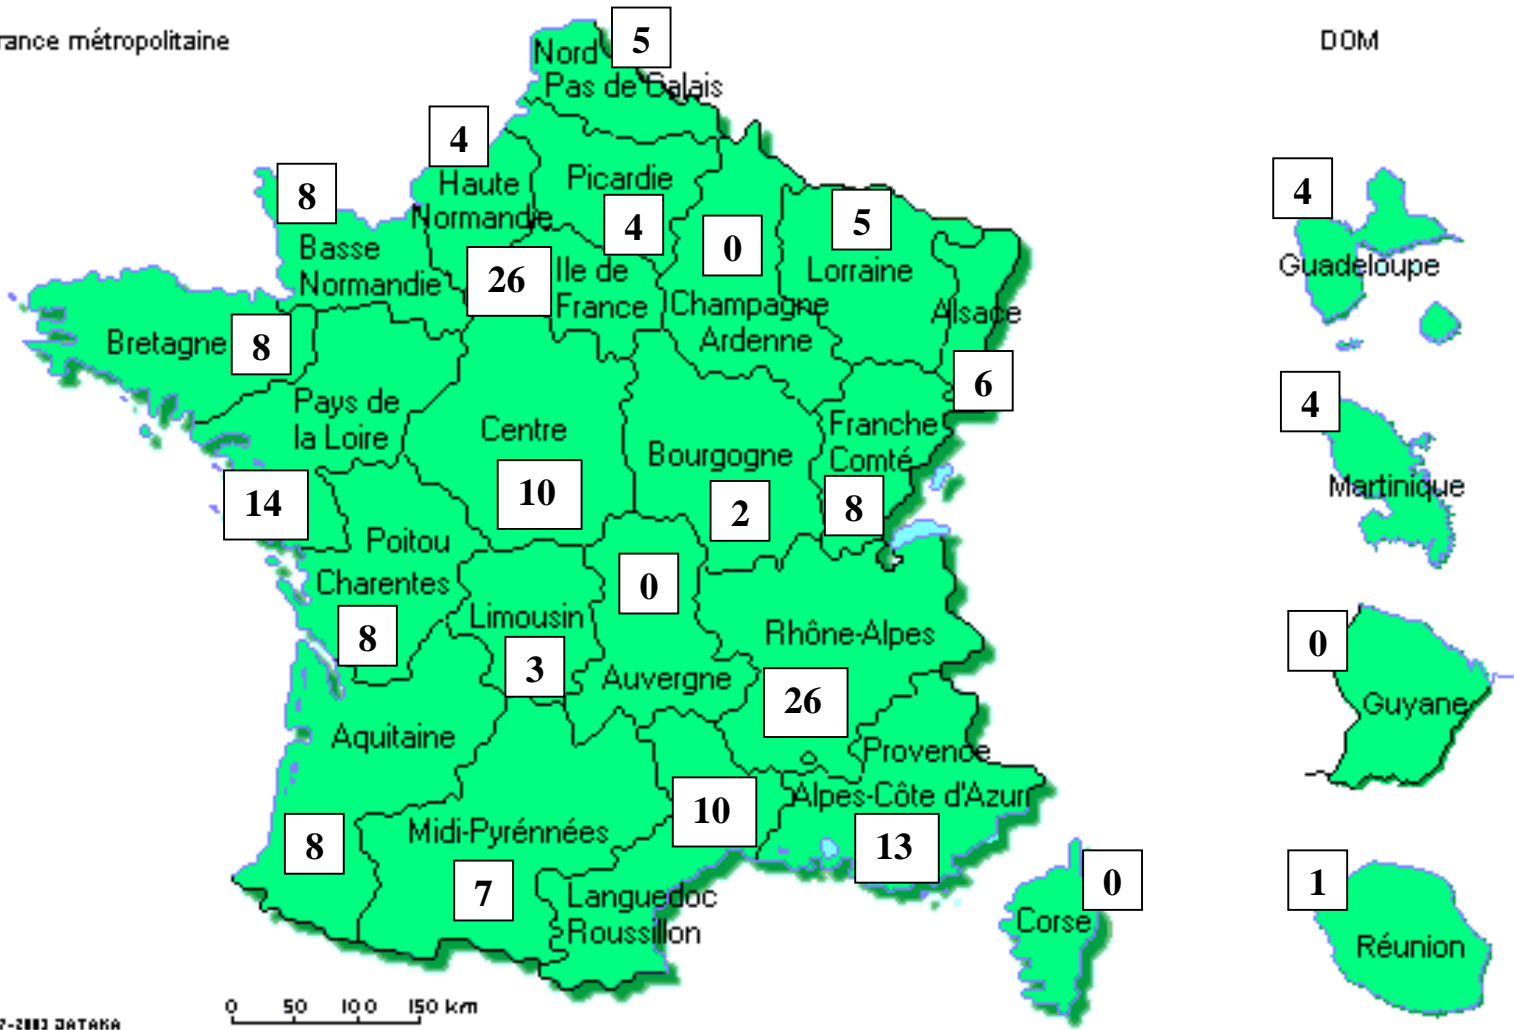 rance métropolitaine
DOM
5
Nord
Pas de Calais
4
Haute
Normandie
Picardie
4
8
Basse
Normandie
26
Ile de
France
0
Champagne
Ardenne
5
Lorraine
Alsace
6
Bretagne
8
Pays de
la Loire
14
Centre
10
Bourgogne
2
Franche
Comté
8
Poitou
Charentes
8
Limousin
3
0
Auvergne
Rhône-Alpes
26
Aquitaine
8
Midi-Pyrénnées
7
10
Languedoc
Roussillon
Provence
Alpes-Côte d'Azur
13
0
Corse
4
Guadeloupe
4
Martinique
0
Guyane
1
Réunion
0 50 100 150 km
7-2003 DATAKA